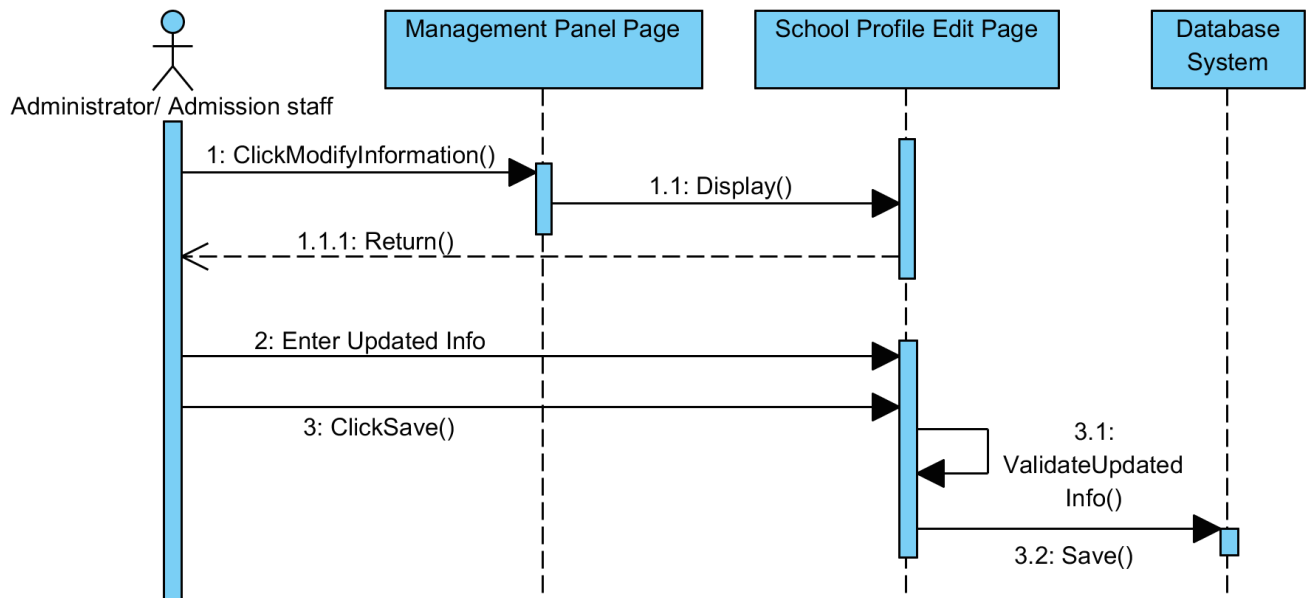 Management Panel Page
School Profile Edit Page
Database
System
Administrator/ Admission staff
1: ClickModifyInformation()
1.1: Display()
1.1.1: Return()
2: Enter Updated Info
3: ClickSave()
3.1:
ValidateUpdated
Info()
3.2: Save()